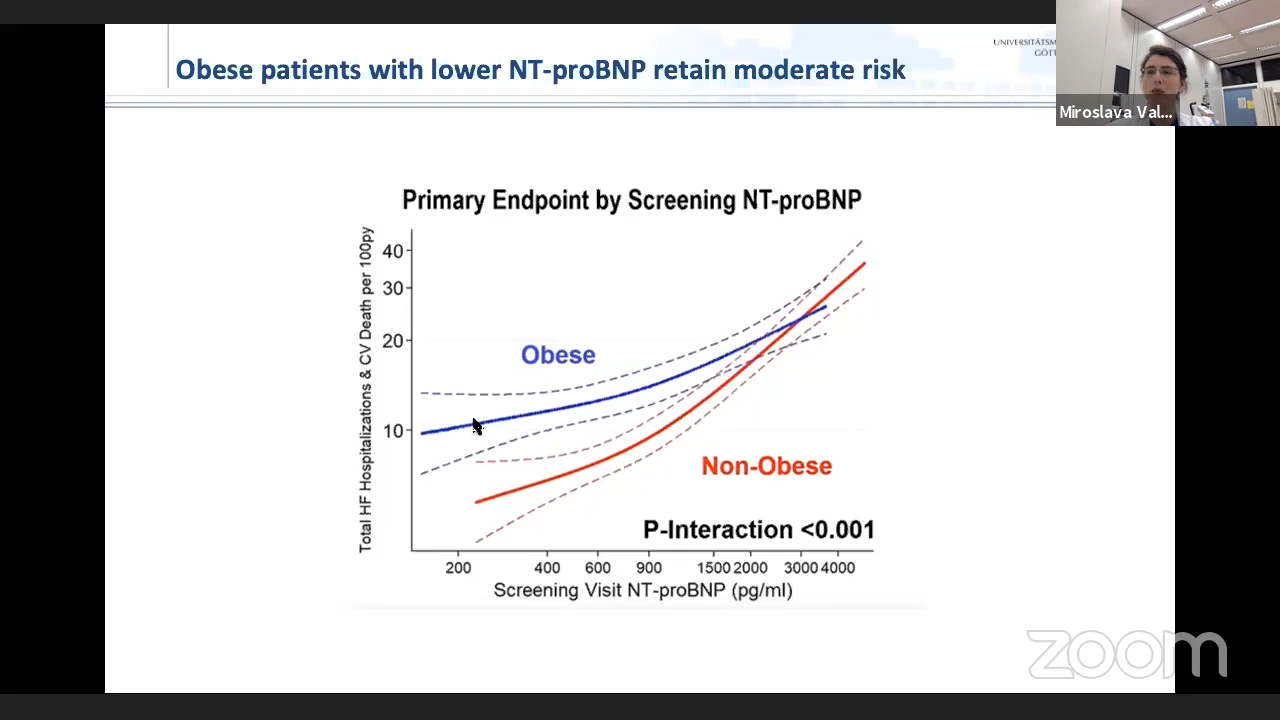 Obese patients with lower NT-proBNP retain moderate risk
Miroslava Val...
Primary Endpoint by Screening NT-proBNP
Total HF Hospitalizations & CV Death per 100py
40
30
20
10
Obese
Non-Obese
P-Interaction <0.001
200 400 600 900 1500 2000 3000 4000
Screening Visit NT-proBNP (pg/ml)
zoom